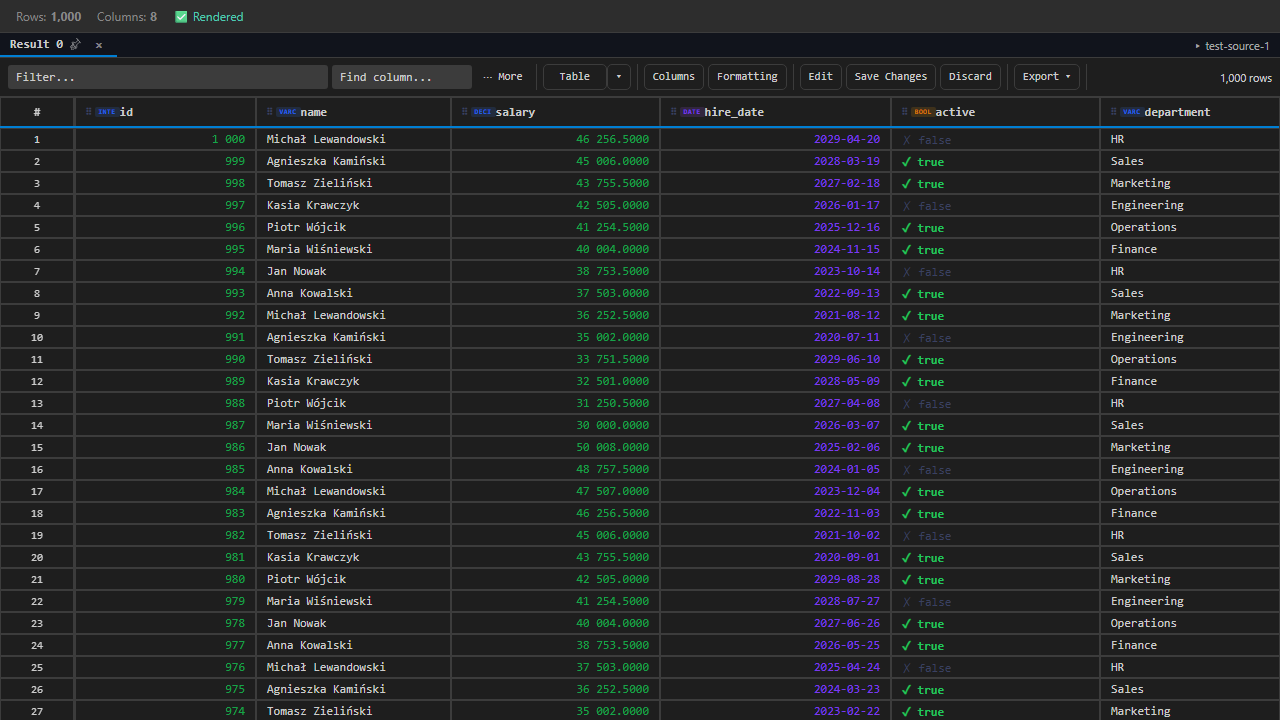 Rows: 1,000 Columns: 8 ✅ Rendered
Result 0 × ▸ test-source-1
Filter... Find column... ... More Table ▾ Columns Formatting Edit Save Changes Discard Export ▾ 1,000 rows
# INTE id VARC name DECI salary DATE hire_date BOOL active VARC department
1 1 000 Michał Lewandowski 46 256.5000 2029-04-20 ✗ false HR
2 999 Agnieszka Kamiński 45 006.0000 2028-03-19 ✓ true Sales
3 998 Tomasz Zieliński 43 755.5000 2027-02-18 ✓ true Marketing
4 997 Kasia Krawczyk 42 505.0000 2026-01-17 ✗ false Engineering
5 996 Piotr Wójcik 41 254.5000 2025-12-16 ✓ true Operations
6 995 Maria Wiśniewski 40 004.0000 2024-11-15 ✓ true Finance
7 994 Jan Nowak 38 753.5000 2023-10-14 ✗ false HR
8 993 Anna Kowalski 37 503.0000 2022-09-13 ✓ true Sales
9 992 Michał Lewandowski 36 252.5000 2021-08-12 ✓ true Marketing
10 991 Agnieszka Kamiński 35 002.0000 2020-07-11 ✗ false Engineering
11 990 Tomasz Zieliński 33 751.5000 2029-06-10 ✓ true Operations
12 989 Kasia Krawczyk 32 501.0000 2028-05-09 ✓ true Finance
13 988 Piotr Wójcik 31 250.5000 2027-04-08 ✗ false HR
14 987 Maria Wiśniewski 30 000.0000 2026-03-07 ✓ true Sales
15 986 Jan Nowak 50 008.0000 2025-02-06 ✓ true Marketing
16 985 Anna Kowalski 48 757.5000 2024-01-05 ✗ false Engineering
17 984 Michał Lewandowski 47 507.0000 2023-12-04 ✓ true Operations
18 983 Agnieszka Kamiński 46 256.5000 2022-11-03 ✓ true Finance
19 982 Tomasz Zieliński 45 006.0000 2021-10-02 ✗ false HR
20 981 Kasia Krawczyk 43 755.5000 2020-09-01 ✓ true Sales
21 980 Piotr Wójcik 42 505.0000 2029-08-28 ✓ true Marketing
22 979 Maria Wiśniewski 41 254.5000 2028-07-27 ✗ false Engineering
23 978 Jan Nowak 40 004.0000 2027-06-26 ✓ true Operations
24 977 Anna Kowalski 38 753.5000 2026-05-25 ✓ true Finance
25 976 Michał Lewandowski 37 503.0000 2025-04-24 ✗ false HR
26 975 Agnieszka Kamiński 36 252.5000 2024-03-23 ✓ true Sales
27 974 Tomasz Zieliński 35 002.0000 2023-02-22 ✓ true Marketing